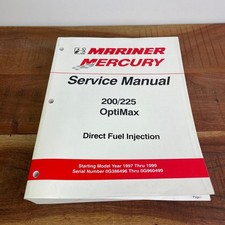 MARINER
MERCURY
Service Manual
200/225
OptiMax
Direct Fuel Injection
Starting Model Year 1997 Thru 1999
Serial Number 0G386496 Thru 0G960499